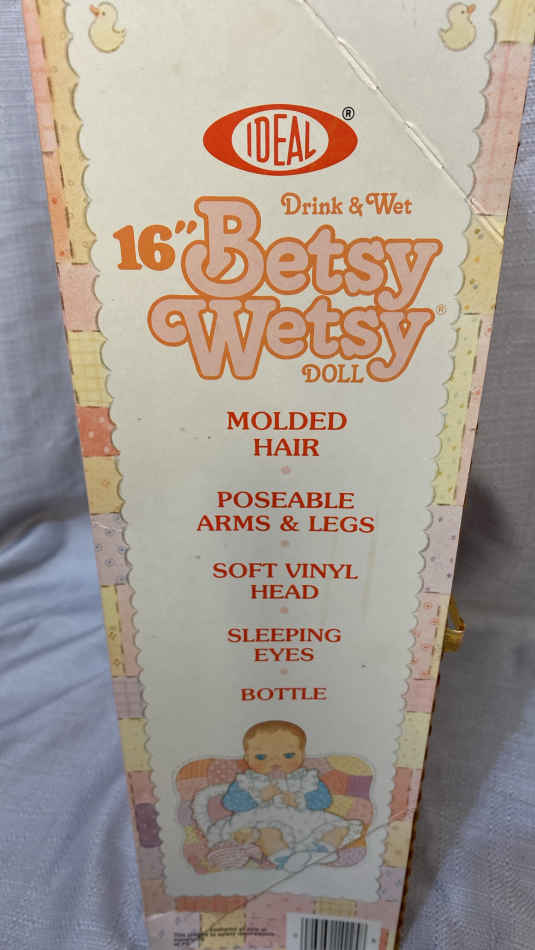 IDEAL®
Drink & Wet
16" Betsy
Wetsy®
DOLL
MOLDED
HAIR
POSEABLE
ARMS & LEGS
SOFT VINYL
HEAD
SLEEPING
EYES
BOTTLE